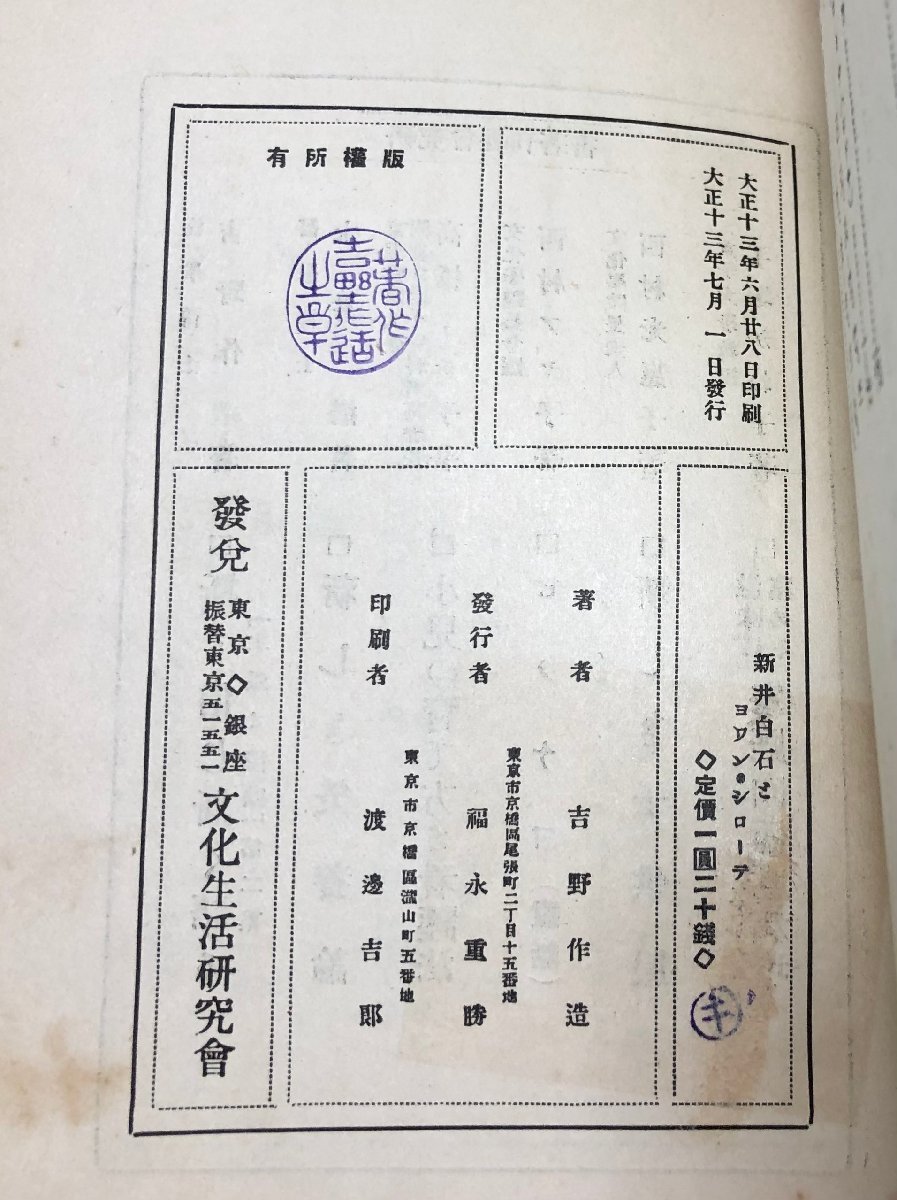 大正十三年六月廿八日印刷
大正十三年七月一日發行
版權所有
新井白石と
ヨワン・シローテ
◇定價一圓二十錢◇
キ
著者
吉野作造
東京市京橋區尾張町二丁目十五番地
發行者
福永重勝
東京市京橋區瀧山町五番地
印刷者
渡邊吉郎
發兌
東京◇銀座
振替東京五一五五一
文化生活研究會